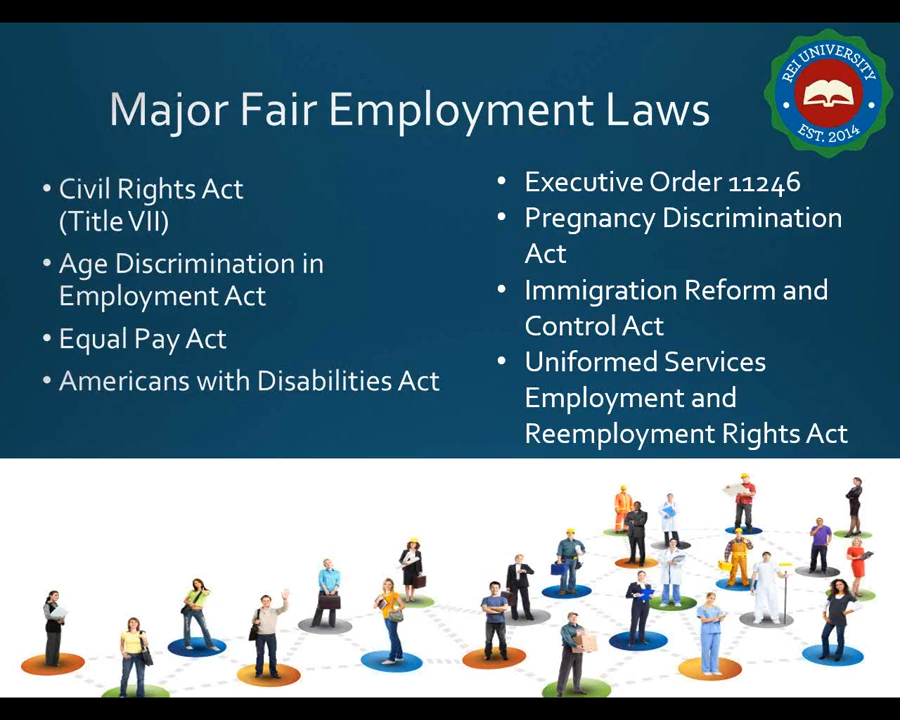 REI UNIVERSITY
EST. 2014
Major Fair Employment Laws
• Civil Rights Act
(Title VII)
• Age Discrimination in
Employment Act
• Equal Pay Act
• Americans with Disabilities Act
• Executive Order 11246
• Pregnancy Discrimination
Act
• Immigration Reform and
Control Act
• Uniformed Services
Employment and
Reemployment Rights Act